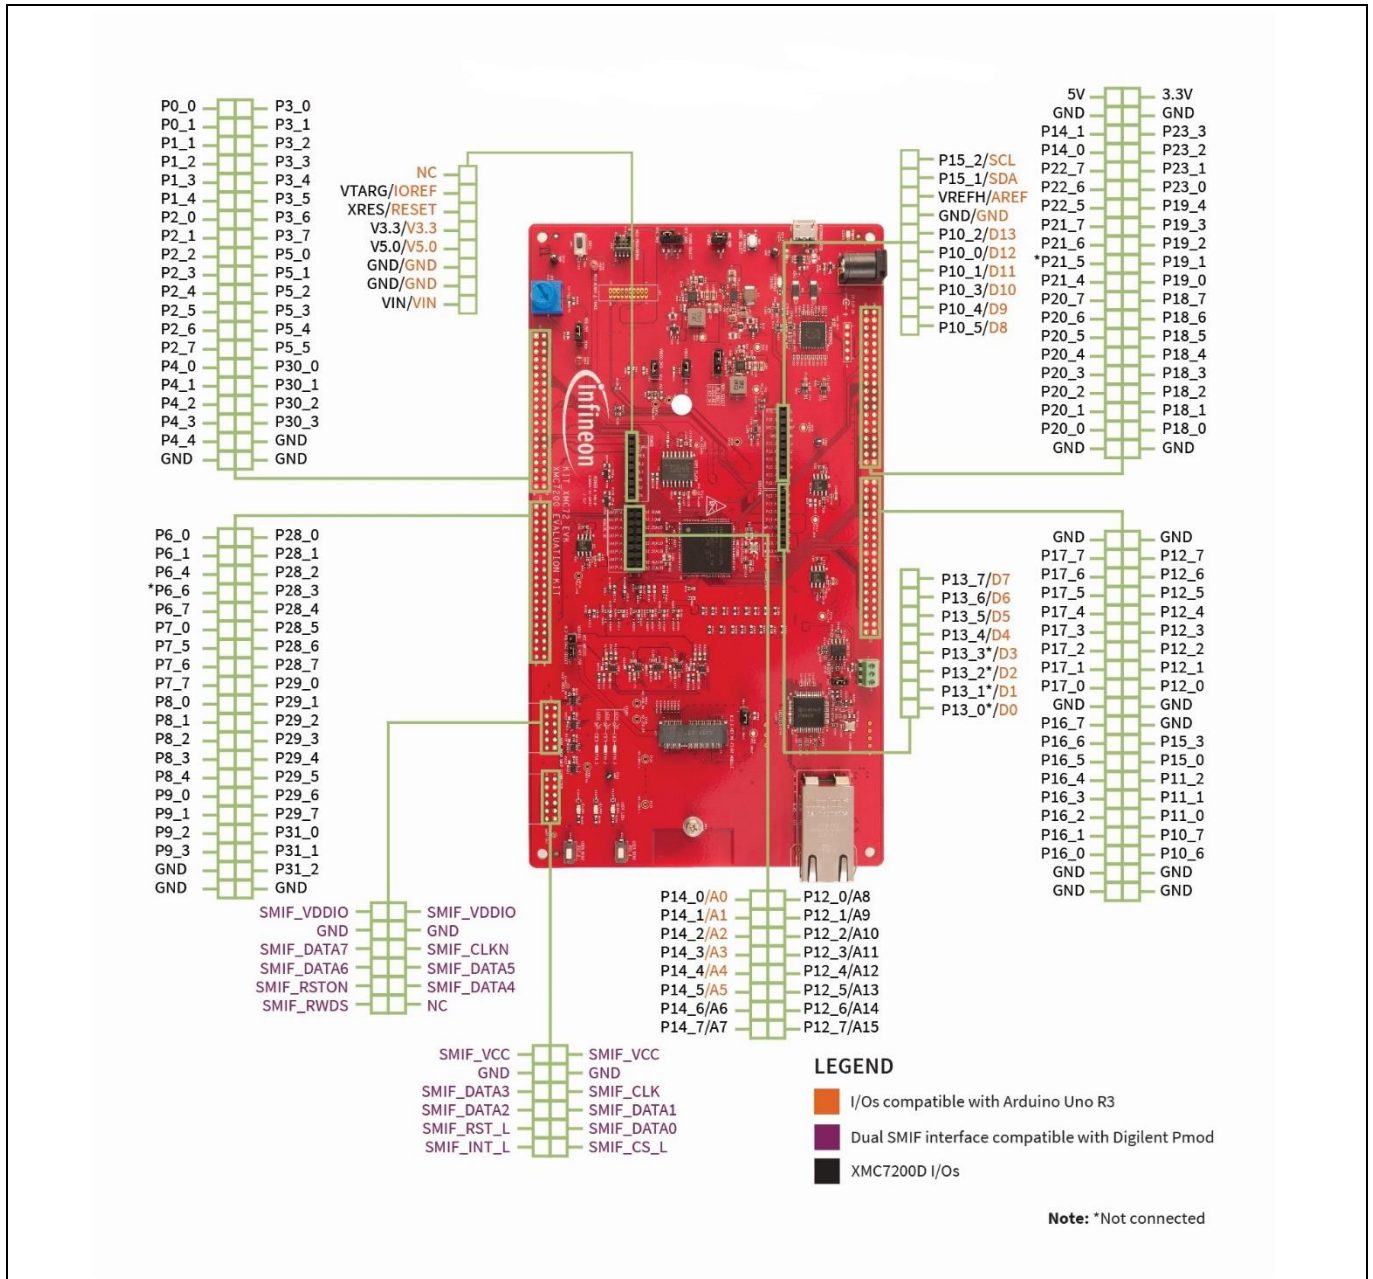 P0_0 P3_0
P0_1 P3_1
P1_1 P3_2
P1_2 P3_3
P1_3 P3_4
P1_4 P3_5
P2_0 P3_6
P2_1 P3_7
P2_2 P5_0
P2_3 P5_1
P2_4 P5_2
P2_5 P5_3
P2_6 P5_4
P2_7 P5_5
P4_0 P30_0
P4_1 P30_1
P4_2 P30_2
P4_3 P30_3
P4_4 GND
GND GND
NC
VTARG/IOREF
XRES/RESET
V3.3/V3.3
V5.0/V5.0
GND/GND
GND/GND
VIN/VIN
P15_2/SCL
P15_1/SDA
VREFH/AREF
GND/GND
P10_2/D13
P10_0/D12
P10_1/D11
P10_3/D10
P10_4/D9
P10_5/D8
5V 3.3V
GND GND
P14_1 P23_3
P14_0 P23_2
P22_7 P23_1
P22_6 P23_0
P22_5 P19_4
P21_7 P19_3
P21_6 P19_2
*P21_5 P19_1
P21_4 P19_0
P20_7 P18_7
P20_6 P18_6
P20_5 P18_5
P20_4 P18_4
P20_3 P18_3
P20_2 P18_2
P20_1 P18_1
P20_0 P18_0
GND GND
infineon
KIT_XMC72_EVK
XMC7200 EVALUATION KIT
P6_0 P28_0
P6_1 P28_1
P6_4 P28_2
*P6_6 P28_3
P6_7 P28_4
P7_0 P28_5
P7_5 P28_6
P7_6 P28_7
P7_7 P29_0
P8_0 P29_1
P8_1 P29_2
P8_2 P29_3
P8_3 P29_4
P8_4 P29_5
P9_0 P29_6
P9_1 P29_7
P9_2 P31_0
P9_3 P31_1
GND P31_2
GND GND
P13_7/D7
P13_6/D6
P13_5/D5
P13_4/D4
P13_3*/D3
P13_2*/D2
P13_1*/D1
P13_0*/D0
GND GND
P17_7 P12_7
P17_6 P12_6
P17_5 P12_5
P17_4 P12_4
P17_3 P12_3
P17_2 P12_2
P17_1 P12_1
P17_0 P12_0
GND GND
P16_7 GND
P16_6 P15_3
P16_5 P15_0
P16_4 P11_2
P16_3 P11_1
P16_2 P11_0
P16_1 P10_7
P16_0 P10_6
GND GND
GND GND
SMIF_VDDIO SMIF_VDDIO
GND GND
SMIF_DATA7 SMIF_CLKN
SMIF_DATA6 SMIF_DATA5
SMIF_RSTON SMIF_DATA4
SMIF_RWDS NC
P14_0/A0 P12_0/A8
P14_1/A1 P12_1/A9
P14_2/A2 P12_2/A10
P14_3/A3 P12_3/A11
P14_4/A4 P12_4/A12
P14_5/A5 P12_5/A13
P14_6/A6 P12_6/A14
P14_7/A7 P12_7/A15
SMIF_VCC SMIF_VCC
GND GND
SMIF_DATA3 SMIF_CLK
SMIF_DATA2 SMIF_DATA1
SMIF_RST_L SMIF_DATA0
SMIF_INT_L SMIF_CS_L
LEGEND
I/Os compatible with Arduino Uno R3
Dual SMIF interface compatible with Digilent Pmod
XMC7200D I/Os
Note: *Not connected